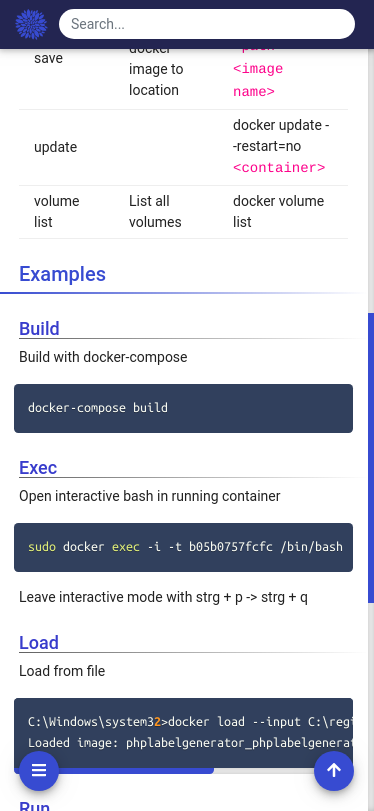 Search...
save
docker
image to
location
<image
name>
update
docker update -
-restart=no
<container>
volume
list
List all
volumes
docker volume
list
Examples
Build
Build with docker-compose
docker-compose build
Exec
Open interactive bash in running container
sudo docker exec -i -t b05b0757fcfc /bin/bash
Leave interactive mode with strg + p -> strg + q
Load
Load from file
C:\Windows\system32>docker load --input C:\regi
Loaded image: phplabelgenerator_phplabelgenerat
Run